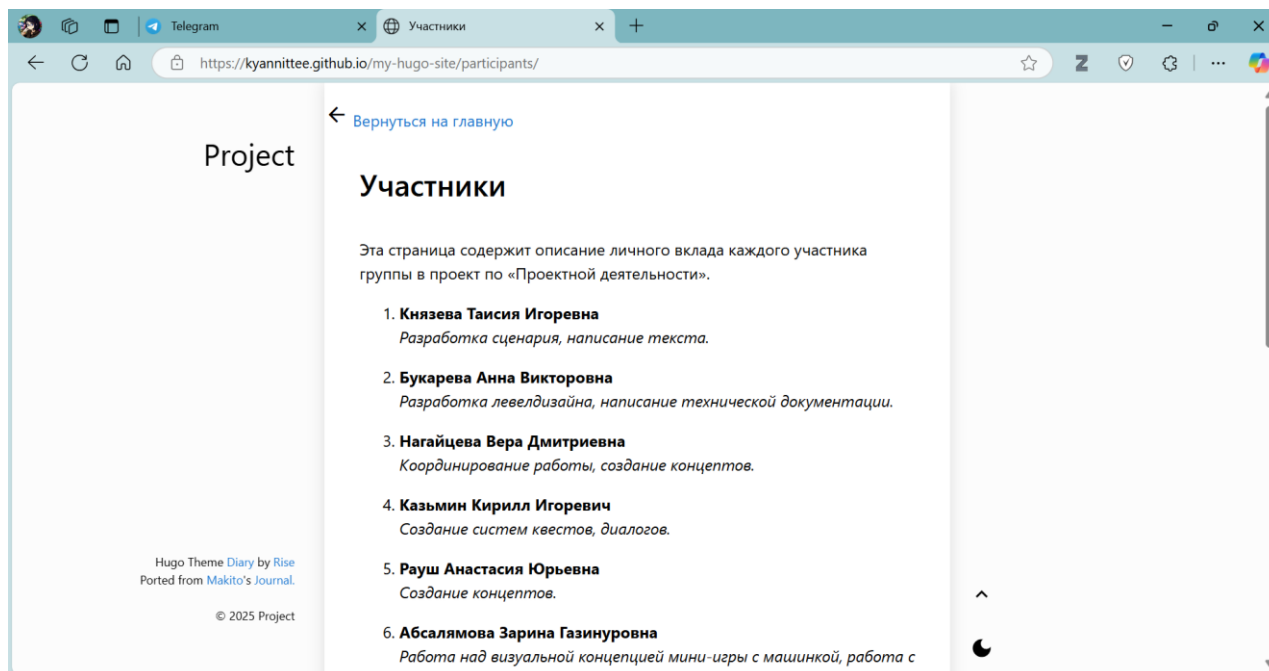 Telegram
Участники
https://kyannittee.github.io/my-hugo-site/participants/
Project
Вернуться на главную
Участники
Эта страница содержит описание личного вклада каждого участника
группы в проект по «Проектной деятельности».
1. Князева Таисия Игоревна
Разработка сценария, написание текста.
2. Букарева Анна Викторовна
Разработка левелдизайна, написание технической документации.
3. Нагайцева Вера Дмитриевна
Координирование работы, создание концептов.
4. Казьмин Кирилл Игоревич
Создание систем квестов, диалогов.
5. Рауш Анастасия Юрьевна
Создание концептов.
6. Абсалямова Зарина Газинуровна
Работа над визуальной концепцией мини-игры с машинкой, работа с
Hugo Theme Diary by Rise
Ported from Makito's Journal.
© 2025 Project